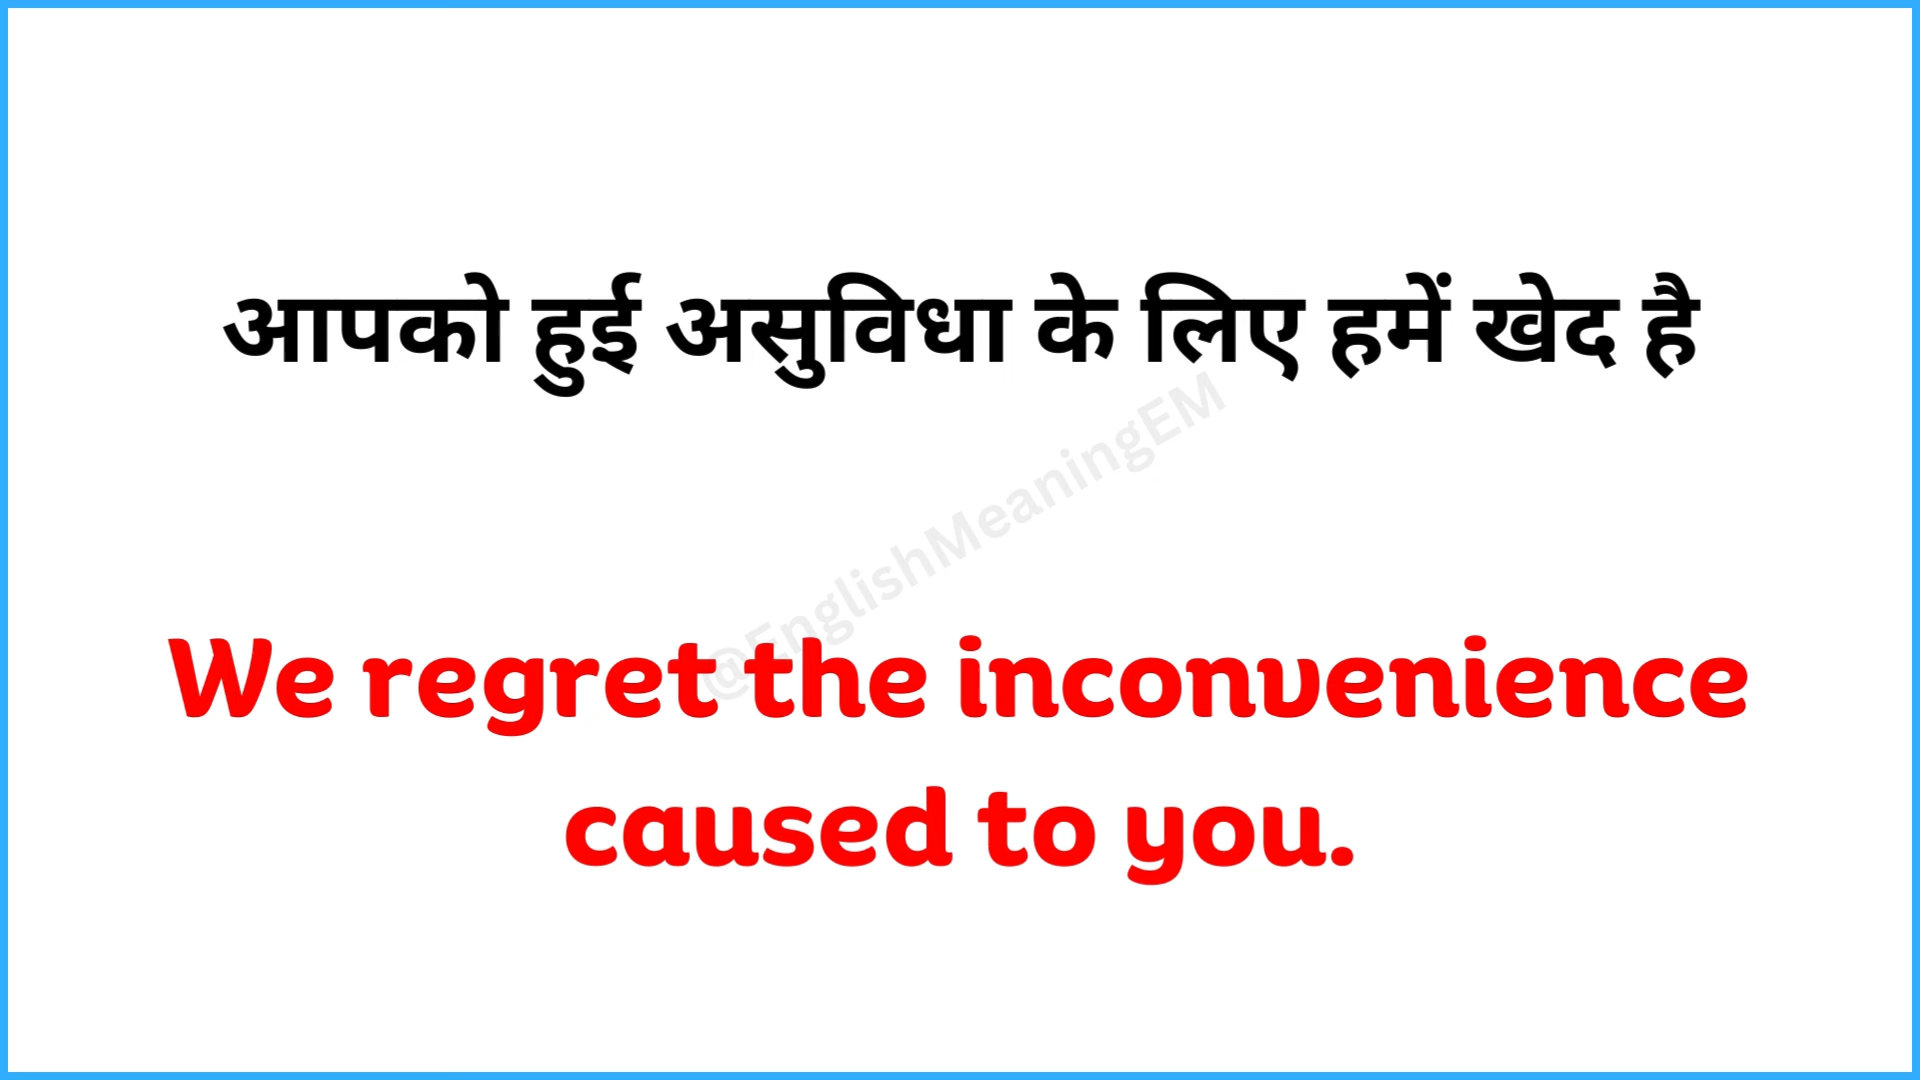 आपको हुई असुविधा के लिए हमें खेद है
@EnglishMeaningEM
We regret the inconvenience
caused to you.